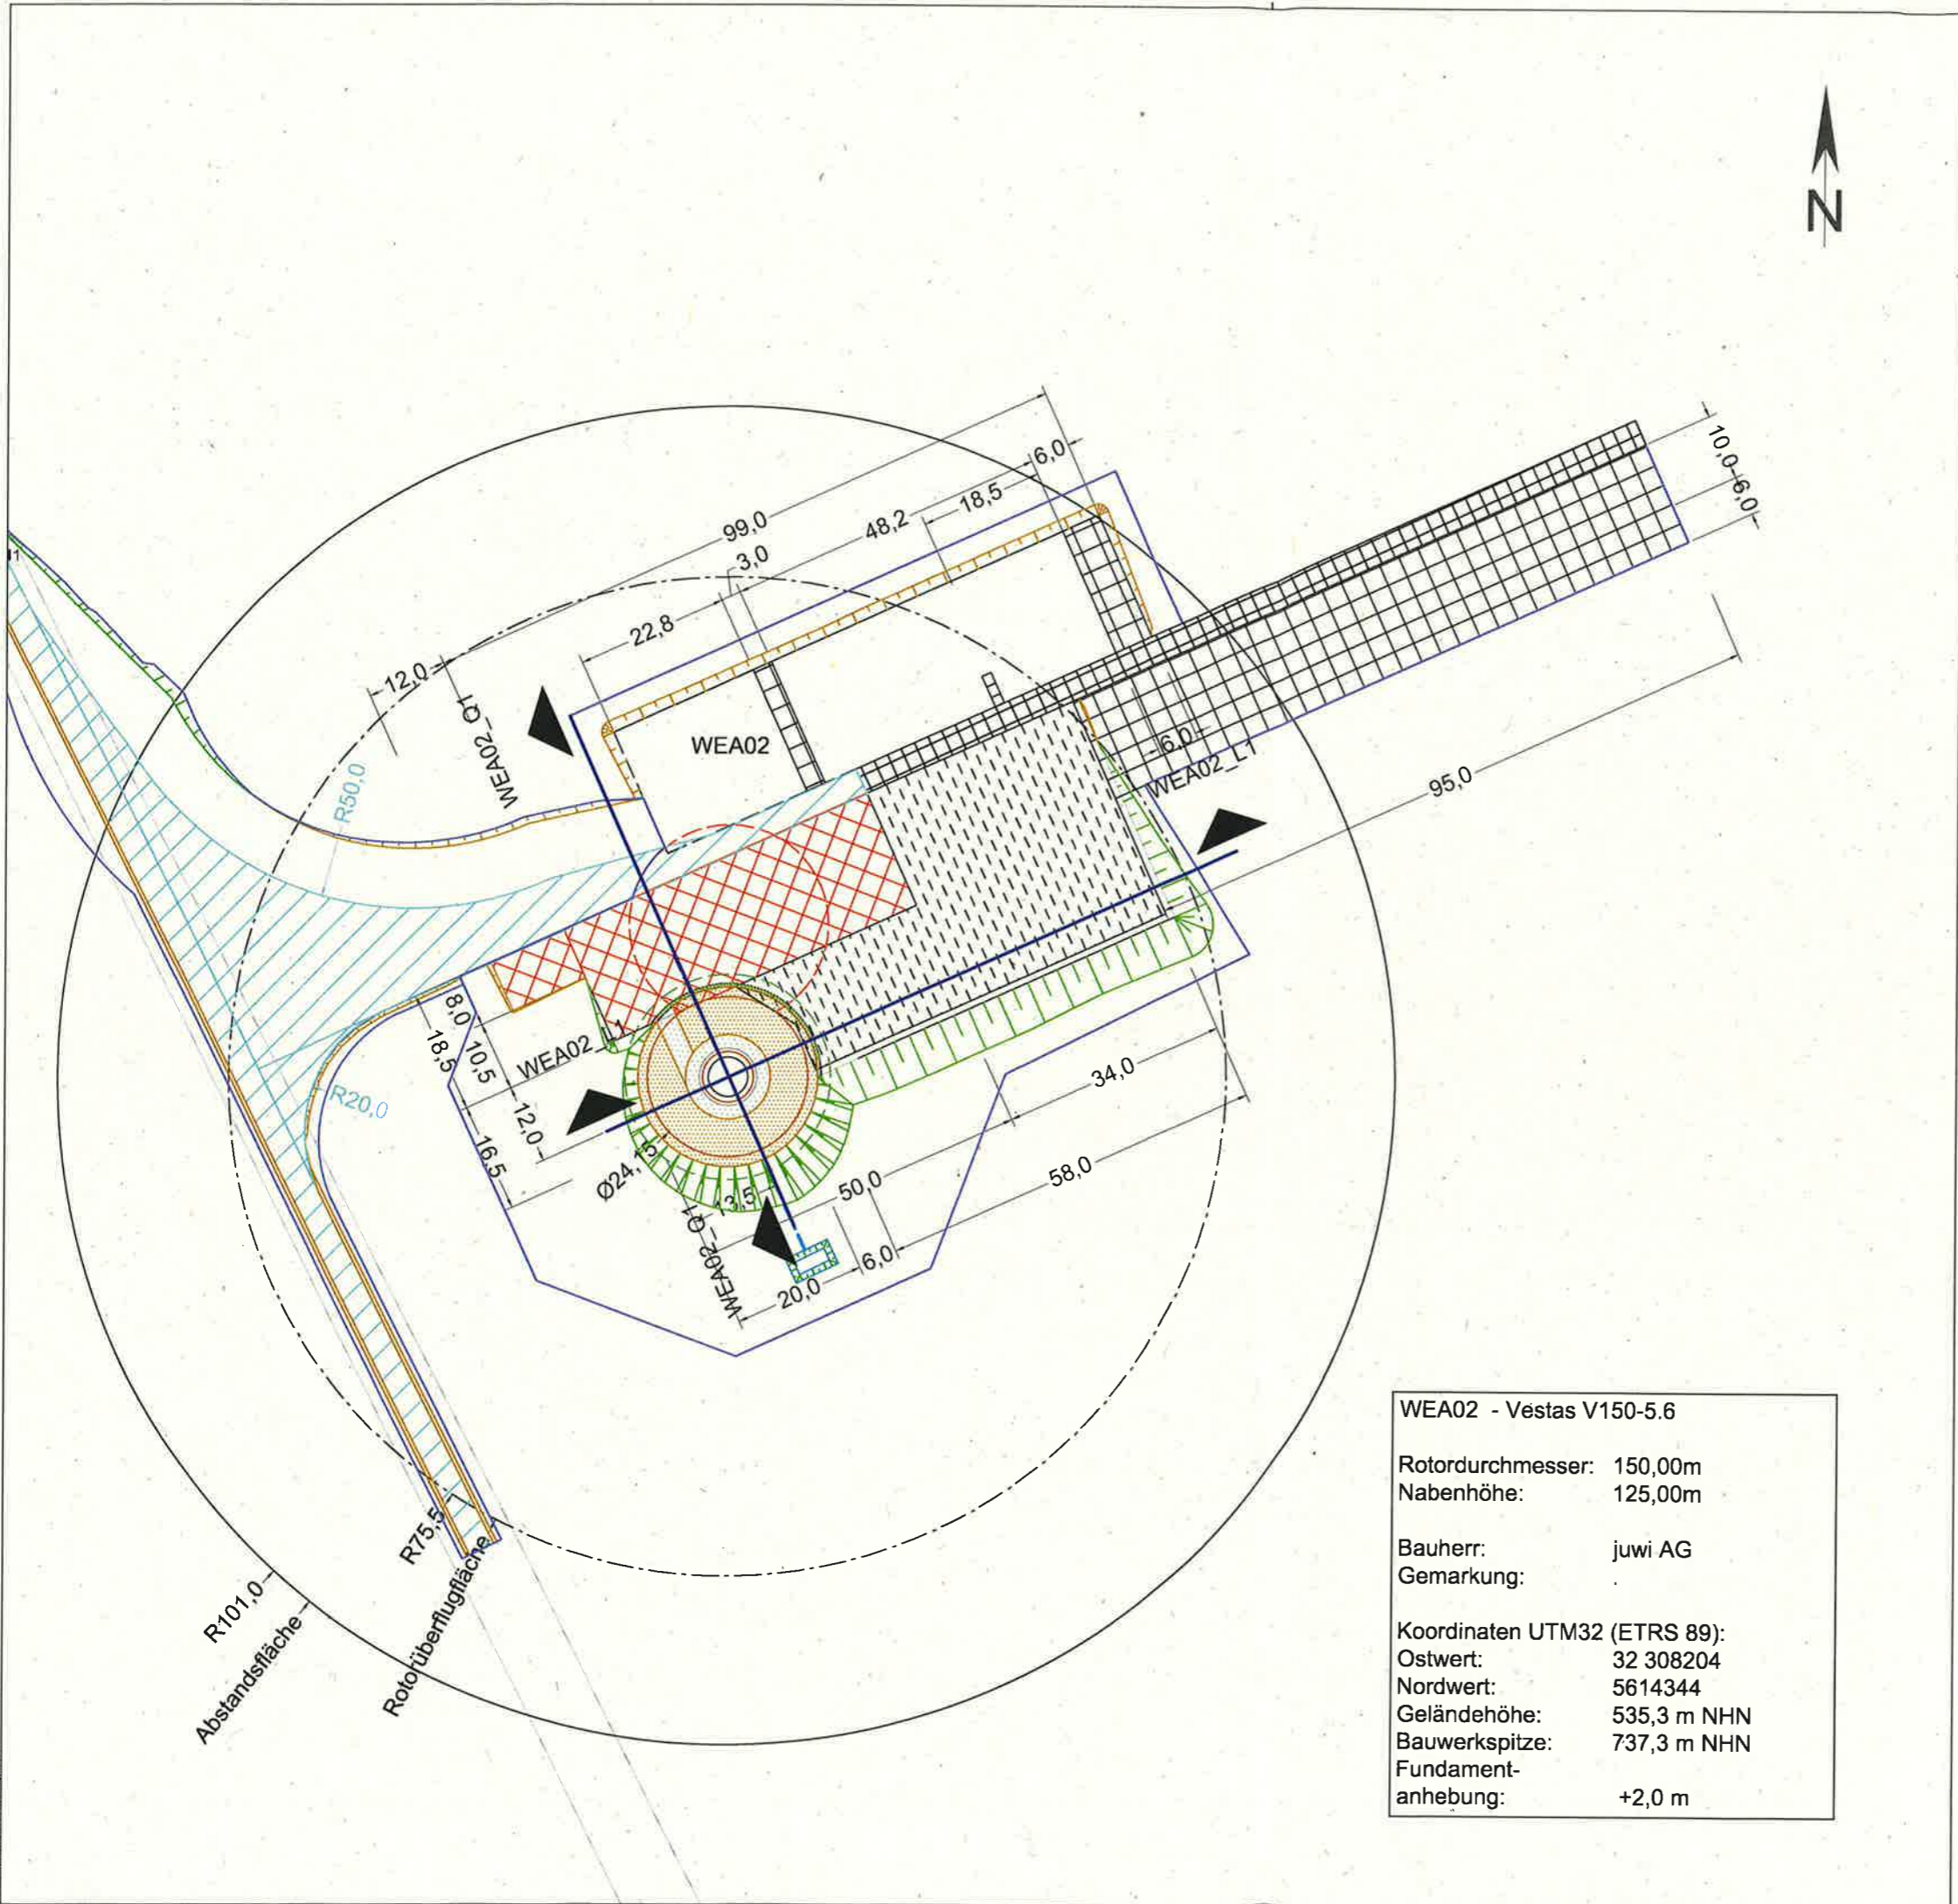 N
10,0
6,0
99,0
6,0
18,5
48,2
3,0
22,8
12,0
WEA02_Q1
WEA02
R50,0
6,0
WEA02_L1
95,0
8,0
18,5
10,5
WEA02_
12,0
16,5
R20,0
Ø24,15
13,5
34,0
50,0
58,0
WEA02_Q1
6,0
20,0
R75,5
Rotorüberflugfläche
R101,0
Abstandsfläche
WEA02 - Vestas V150-5.6
Rotordurchmesser: 150,00m
Nabenhöhe: 125,00m
Bauherr: juwi AG
Gemarkung: .
Koordinaten UTM32 (ETRS 89):
Ostwert: 32 308204
Nordwert: 5614344
Geländehöhe: 535,3 m NHN
Bauwerkspitze: 737,3 m NHN
Fundament-
anhebung: +2,0 m